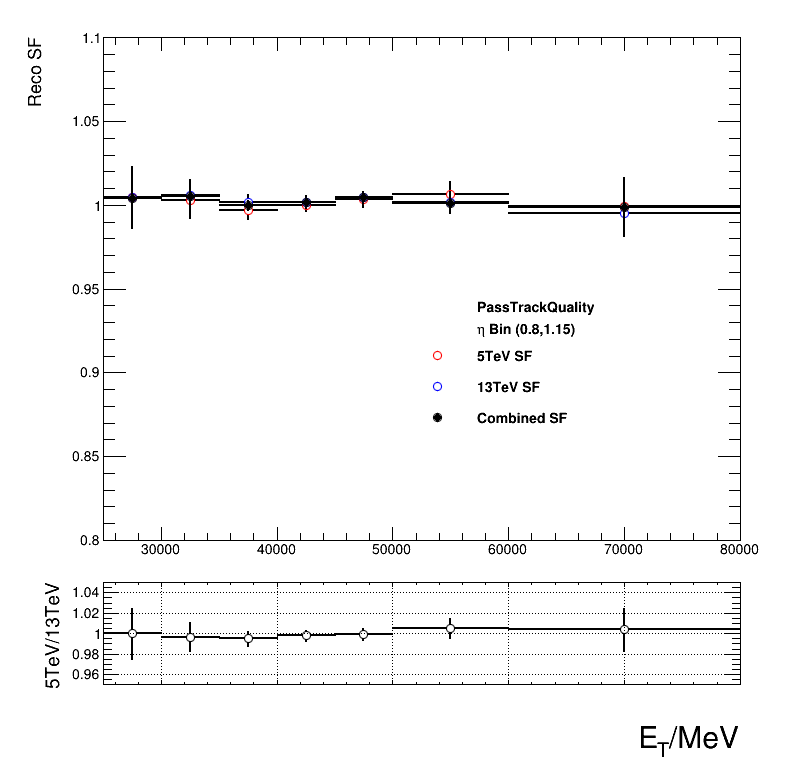 Reco SF
1.1
1.05
1
0.95
0.9
0.85
0.8
PassTrackQuality
η Bin (0.8,1.15)
5TeV SF
13TeV SF
Combined SF
30000 40000 50000 60000 70000 80000
5TeV/13TeV
1.04
1.02
1
0.98
0.96
E_T/MeV